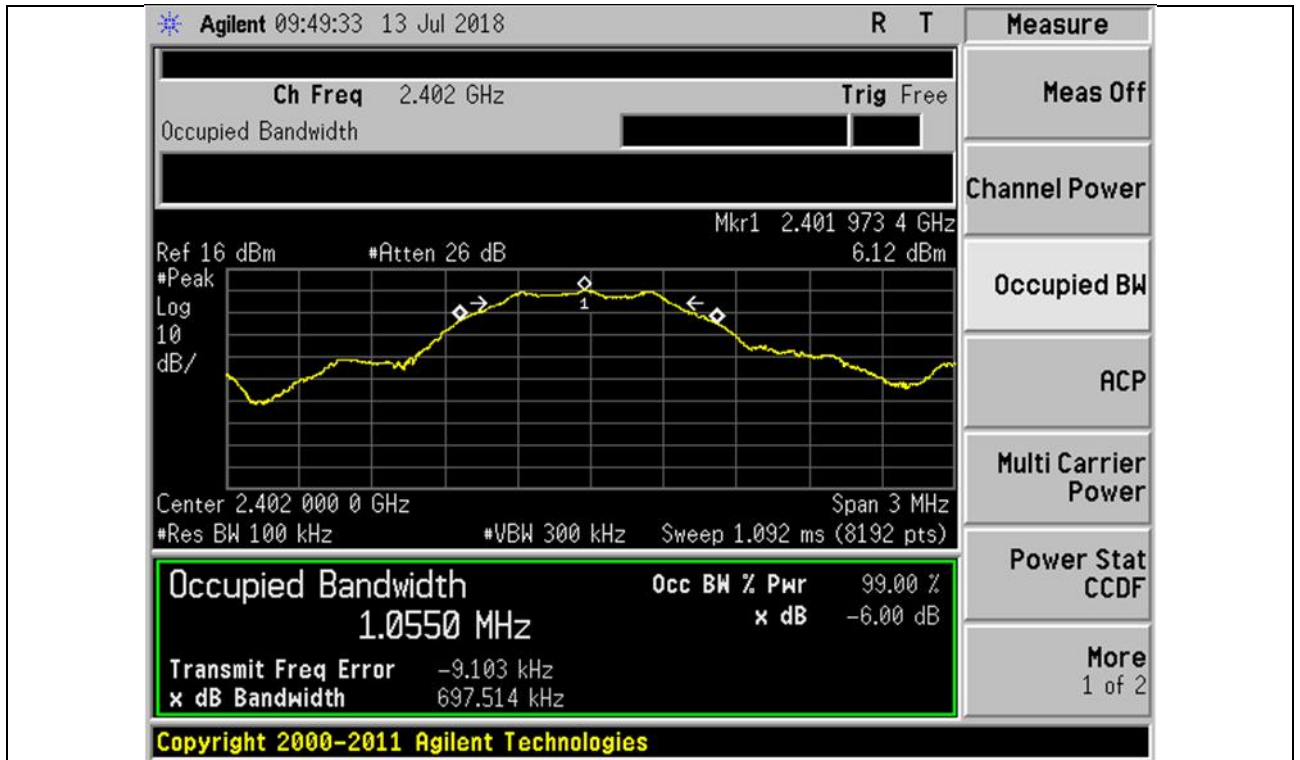 Agilent 09:49:33 13 Jul 2018 R T
Measure
Ch Freq 2.402 GHz Trig Free
Occupied Bandwidth
Meas Off
Channel Power
Occupied BW
ACP
Multi Carrier
Power
Power Stat
CCDF
More
1 of 2
Mkr1 2.401 973 4 GHz
Ref 16 dBm #Atten 26 dB 6.12 dBm
#Peak
Log
10
dB/
1
Center 2.402 000 0 GHz Span 3 MHz
#Res BW 100 kHz #VBW 300 kHz Sweep 1.092 ms (8192 pts)
Occupied Bandwidth Occ BW % Pwr 99.00 %
1.0550 MHz x dB -6.00 dB
Transmit Freq Error -9.103 kHz
x dB Bandwidth 697.514 kHz
Copyright 2000-2011 Agilent Technologies